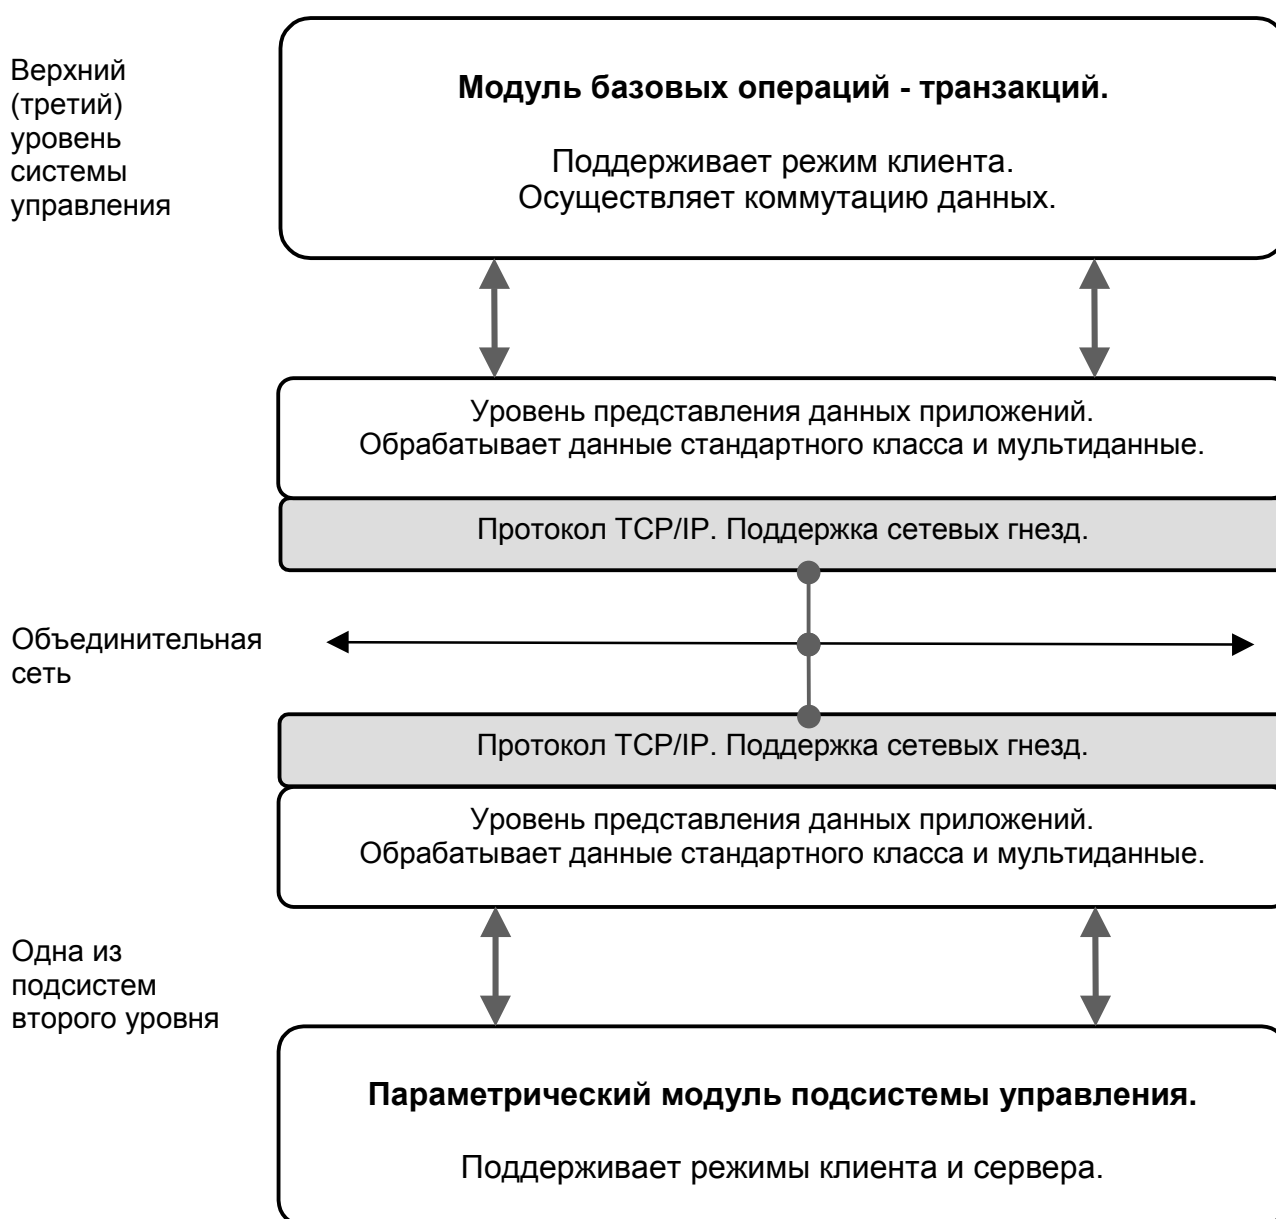 Верхний
(третий)
уровень
системы
управления
Модуль базовых операций - транзакций.
Поддерживает режим клиента.
Осуществляет коммутацию данных.
Уровень представления данных приложений.
Обрабатывает данные стандартного класса и мультиданные.
Протокол TCP/IP. Поддержка сетевых гнезд.
Объединительная
сеть
Протокол TCP/IP. Поддержка сетевых гнезд.
Уровень представления данных приложений.
Обрабатывает данные стандартного класса и мультиданные.
Одна из
подсистем
второго уровня
Параметрический модуль подсистемы управления.
Поддерживает режимы клиента и сервера.